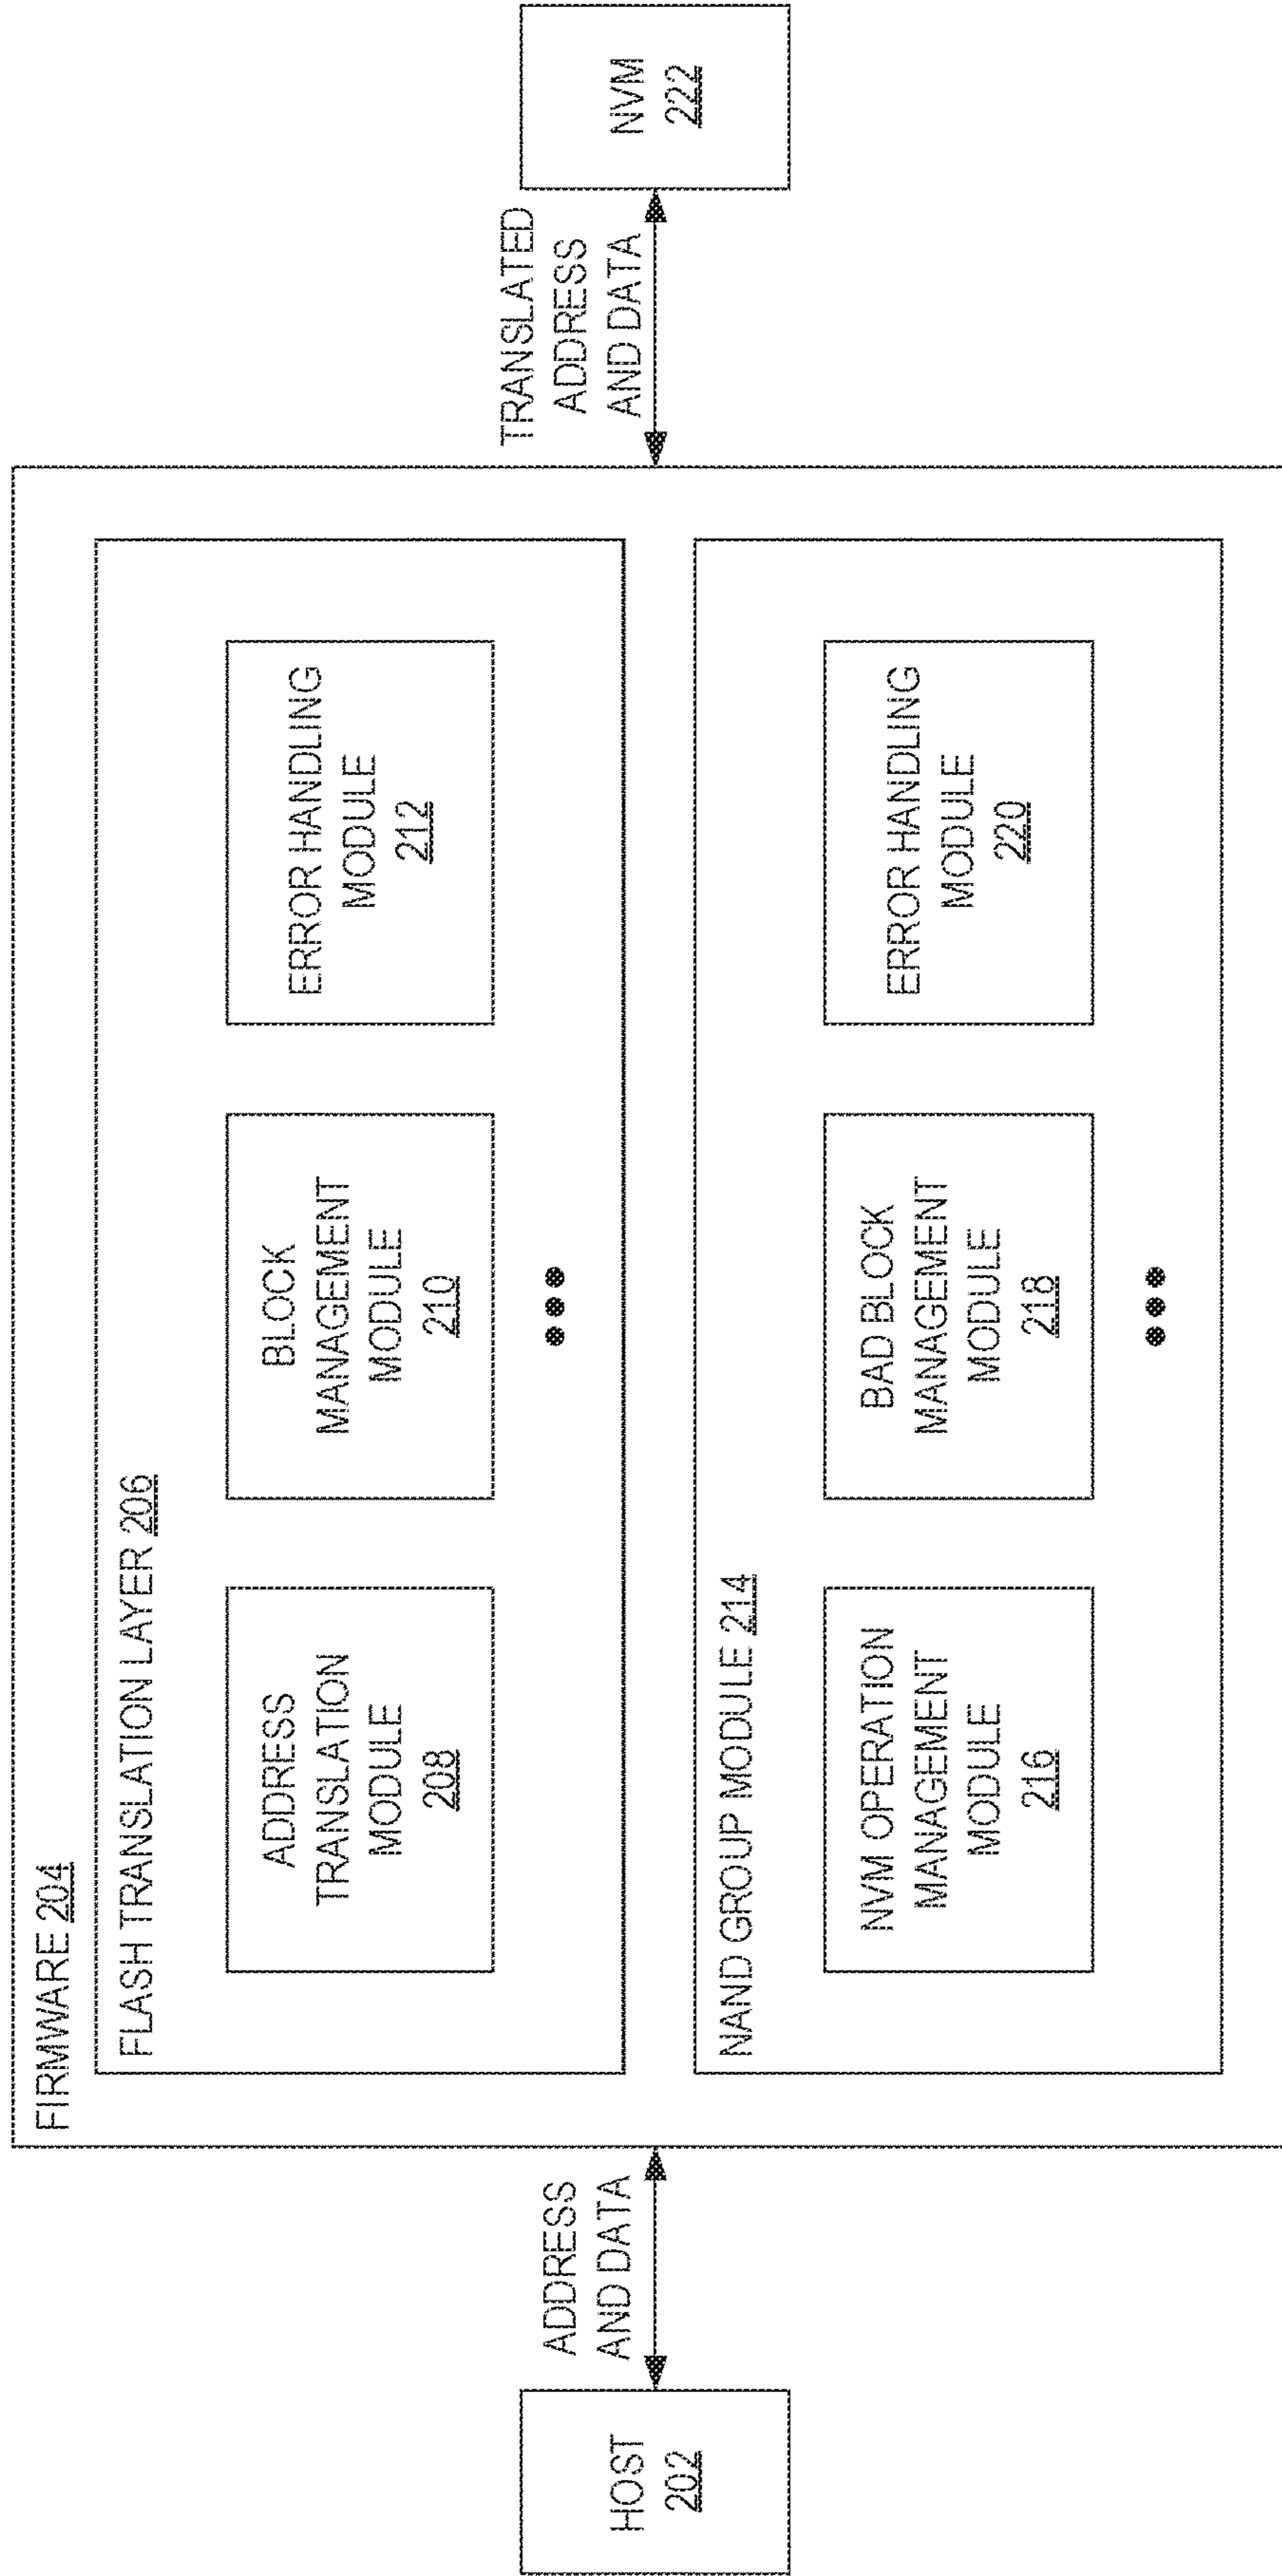 FIRMWARE 204
FLASH TRANSLATION LAYER 206
ADDRESS
TRANSLATION
MODULE
208
BLOCK
MANAGEMENT
MODULE
210
ERROR HANDLING
MODULE
212
HOST
202
ADDRESS
AND DATA
TRANSLATED
ADDRESS
AND DATA
NVM
222
NAND GROUP MODULE 214
NVM OPERATION
MANAGEMENT
MODULE
216
BAD BLOCK
MANAGEMENT
MODULE
218
ERROR HANDLING
MODULE
220